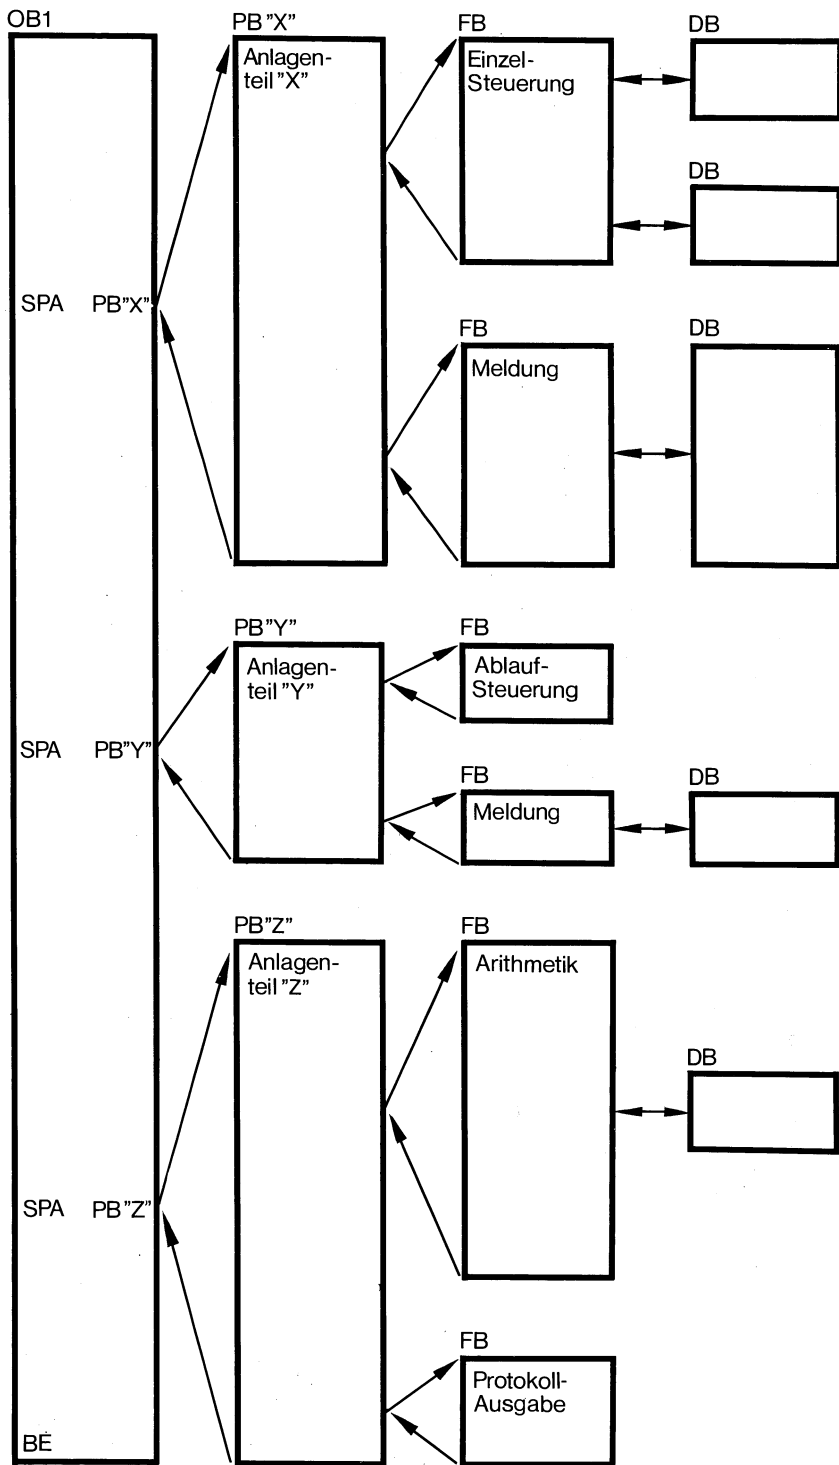 OB1
PB"X"
FB
DB
Anlagen-
teil "X"
Einzel-
Steuerung
DB
SPA PB"X"
FB
DB
Meldung
PB"Y"
FB
Anlagen-
teil "Y"
Ablauf-
Steuerung
SPA PB"Y"
FB
DB
Meldung
PB"Z"
FB
Anlagen-
teil "Z"
Arithmetik
DB
SPA PB"Z"
FB
Protokoll-
Ausgabe
BE